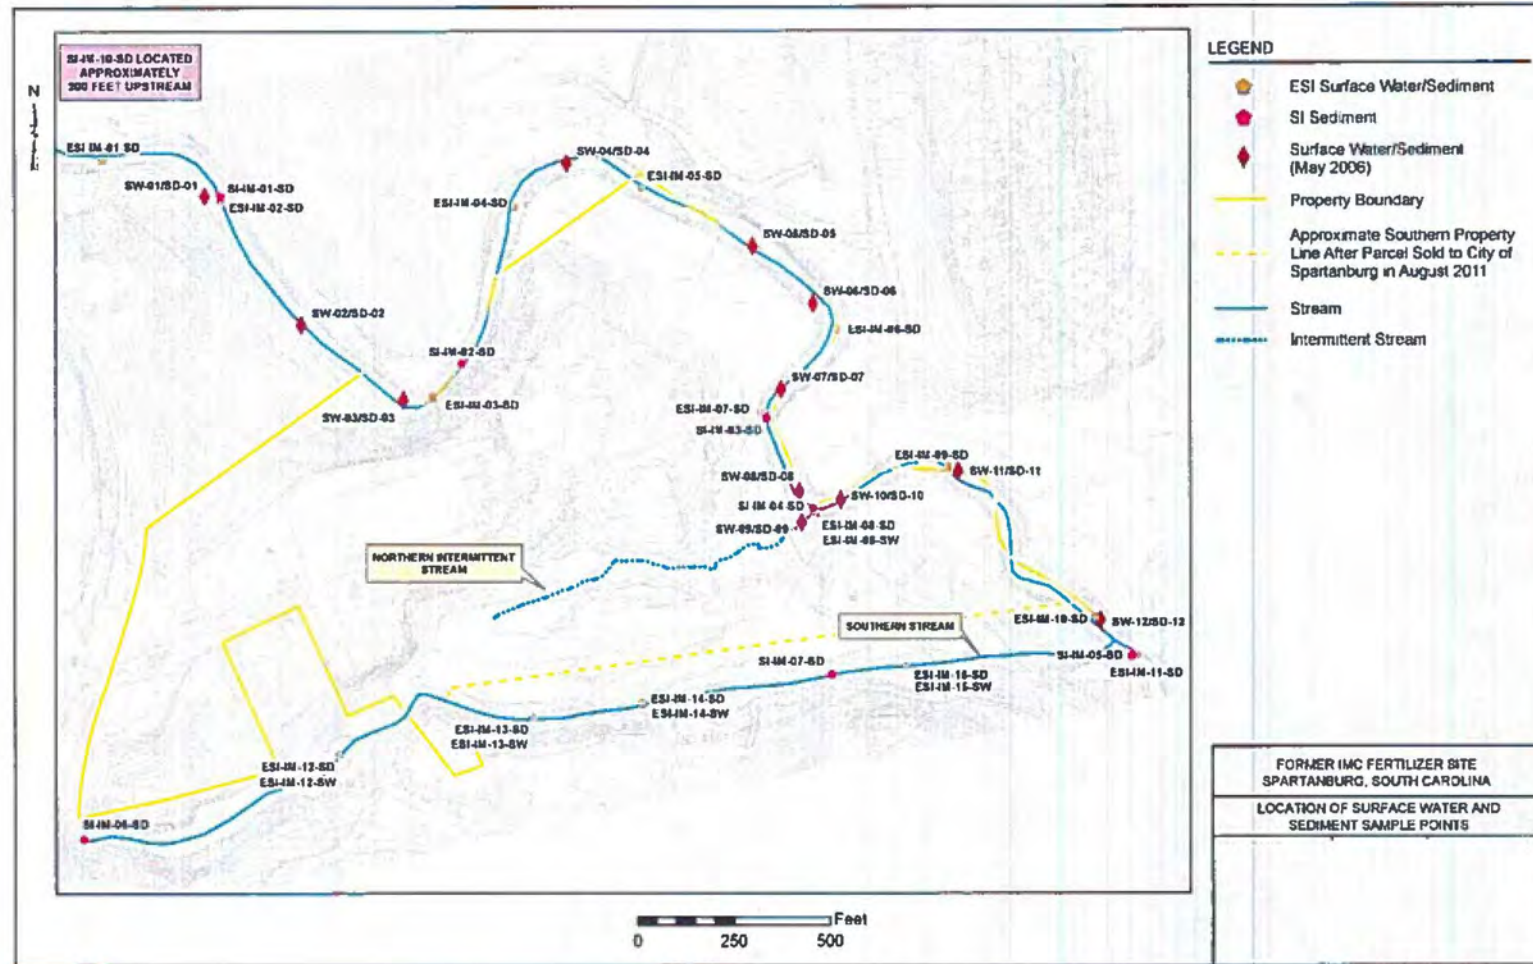 SI-IM-10-SD LOCATED
APPROXIMATELY
300 FEET UPSTREAM
N
ESI-IM-01-SD
SW-01/SD-01
SI-IM-01-SD
ESI-IM-02-SD
SW-02/SD-02
SW-03/SD-03
ESI-IM-03-SD
SI-IM-02-SD
ESI-IM-04-SD
SW-04/SD-04
ESI-IM-05-SD
SW-05/SD-05
SW-06/SD-06
ESI-IM-06-SD
SW-07/SD-07
ESI-IM-07-SD
SI-IM-03-SD
SW-08/SD-08
SI-IM-04-SD
SW-09/SD-09
ESI-IM-08-SD
ESI-IM-08-SW
SW-10/SD-10
ESI-IM-09-SD
SW-11/SD-11
NORTHERN INTERMITTENT
STREAM
SOUTHERN STREAM
ESI-IM-10-SD
SW-12/SD-12
SI-IM-05-SD
ESI-IM-11-SD
SI-IM-07-SD
ESI-IM-15-SW
ESI-IM-14-SD
ESI-IM-14-SW
ESI-IM-13-SD
ESI-IM-13-SW
ESI-IM-12-SD
ESI-IM-12-SW
SI-IM-06-SD
Feet
0 250 500
LEGEND
ESI Surface Water/Sediment
SI Sediment
Surface Water/Sediment
(May 2006)
Property Boundary
Approximate Southern Property
Line After Parcel Sold to City of
Spartanburg in August 2011
Stream
Intermittent Stream
FORMER IMC FERTILIZER SITE
SPARTANBURG, SOUTH CAROLINA
LOCATION OF SURFACE WATER AND
SEDIMENT SAMPLE POINTS